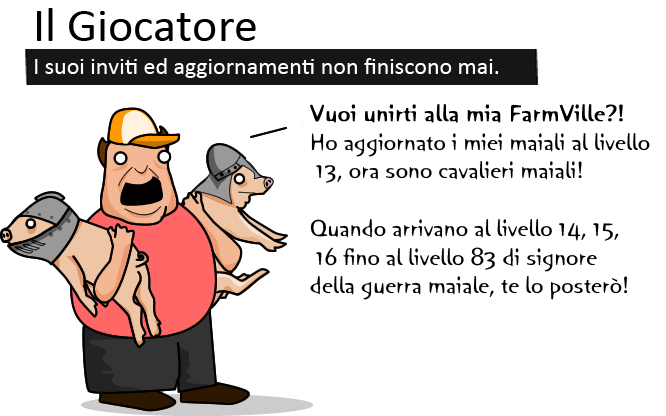 Il Giocatore
I suoi inviti ed aggiornamenti non finiscono mai.
Vuoi unirti alla mia FarmVille?!
Ho aggiornato i miei maiali al livello
13, ora sono cavalieri maiali!
Quando arrivano al livello 14, 15,
16 fino al livello 83 di signore
della guerra maiale, te lo posterò!